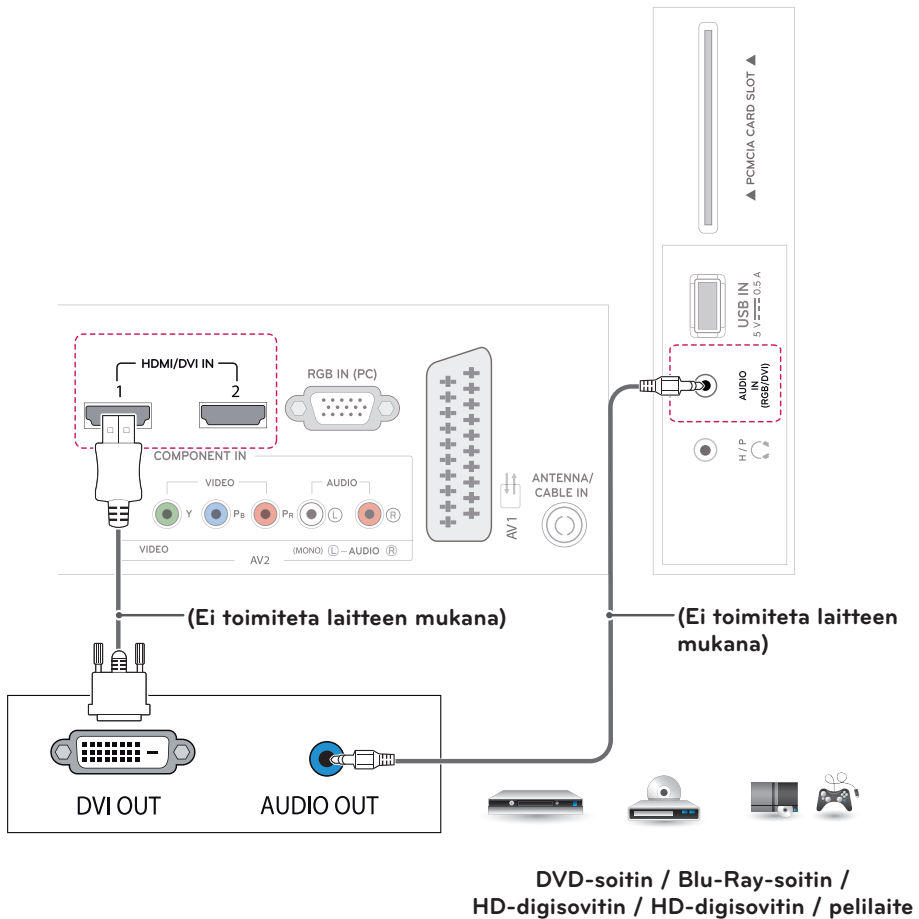 ▲ PCMCIA CARD SLOT ▲
USB IN
5 V 0.5 A
AUDIO
IN
(RGB/DVI)
H / P
HDMI/DVI IN
1 2
RGB IN (PC)
COMPONENT IN
VIDEO AUDIO
Y PB PR L R
VIDEO
AV2
(MONO) L – AUDIO R
AV1
ANTENNA/
CABLE IN
(Ei toimiteta laitteen mukana)
(Ei toimiteta laitteen
mukana)
DVI OUT
AUDIO OUT
DVD-soitin / Blu-Ray-soitin /
HD-digisovitin / HD-digisovitin / pelilaite